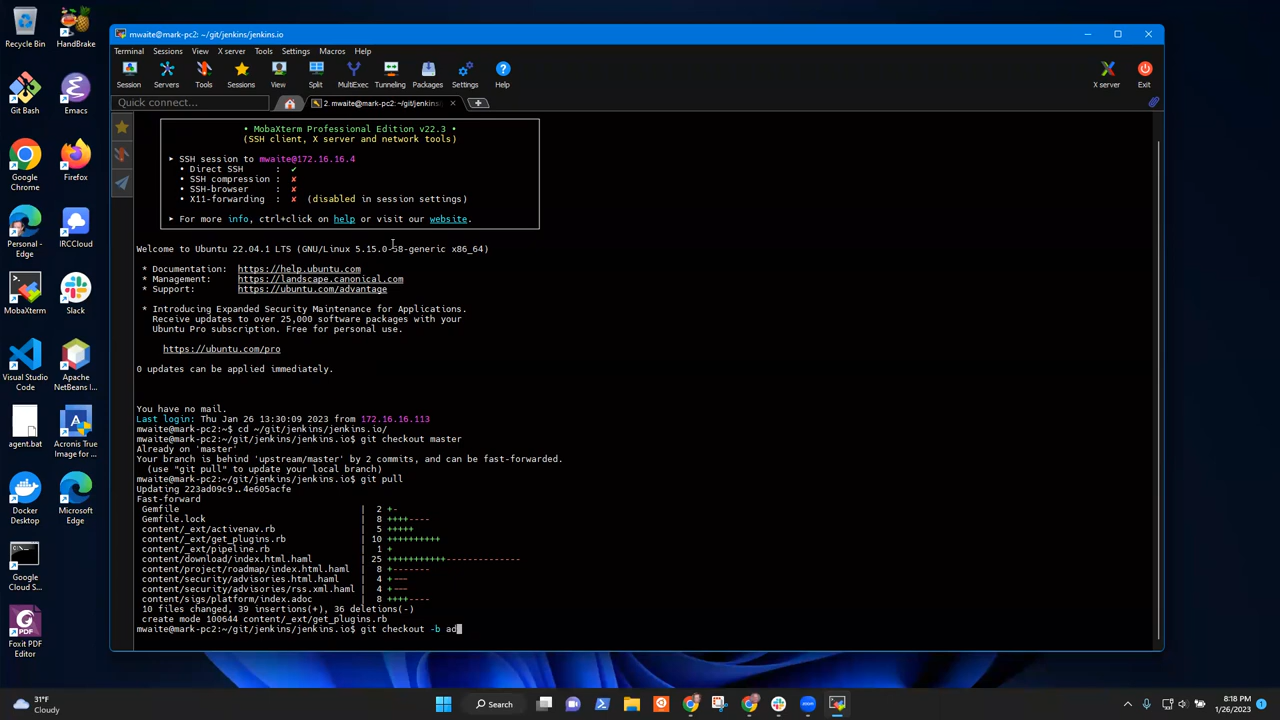 Recycle Bin
HandBrake
Git Bash
Emacs
Google
Chrome
Firefox
Personal -
Edge
IRCCloud
MobaXterm
Slack
Visual Studio
Code
Apache
NetBeans I...
agent.bat
Acronis True
Image for ...
Docker
Desktop
Microsoft
Edge
Google
Cloud S...
Foxit PDF
Editor
mwaite@mark-pc2: ~/git/jenkins/jenkins.io
Terminal Sessions View X server Tools Settings Macros Help
Session Servers Tools Sessions View Split MultiExec Tunneling Packages Settings Help X server Exit
Quick connect...
2. mwaite@mark-pc2: ~/git/jenkins
• MobaXterm Professional Edition v22.3 •
(SSH client, X server and network tools)
▸ SSH session to mwaite@172.16.16.4
• Direct SSH : ✓
• SSH compression : ✘
• SSH-browser : ✘
• X11-forwarding : ✘ (disabled in session settings)
▸ For more info, ctrl+click on help or visit our website.
Welcome to Ubuntu 22.04.1 LTS (GNU/Linux 5.15.0-58-generic x86_64)
* Documentation: https://help.ubuntu.com
* Management: https://landscape.canonical.com
* Support: https://ubuntu.com/advantage
* Introducing Expanded Security Maintenance for Applications.
Receive updates to over 25,000 software packages with your
Ubuntu Pro subscription. Free for personal use.
https://ubuntu.com/pro
0 updates can be applied immediately.
You have no mail.
Last login: Thu Jan 26 13:30:09 2023 from 172.16.16.113
mwaite@mark-pc2:~$ cd ~/git/jenkins/jenkins.io/
mwaite@mark-pc2:~/git/jenkins/jenkins.io$ git checkout master
Already on 'master'
Your branch is behind 'upstream/master' by 2 commits, and can be fast-forwarded.
(use "git pull" to update your local branch)
mwaite@mark-pc2:~/git/jenkins/jenkins.io$ git pull
Updating 223ad09c9..4e605acfe
Fast-forward
Gemfile | 2 +-
Gemfile.lock | 8 ++++----
content/_ext/activenav.rb | 5 +++++
content/_ext/get_plugins.rb | 10 ++++++++++
content/_ext/pipeline.rb | 1 +
content/download/index.html.haml | 25 +++++++++++--------------
content/project/roadmap/index.html.haml | 8 +-------
content/security/advisories.html.haml | 4 +---
content/security/advisories/rss.xml.haml | 4 +---
content/sigs/platform/index.adoc | 8 ++++----
10 files changed, 39 insertions(+), 36 deletions(-)
create mode 100644 content/_ext/get_plugins.rb
mwaite@mark-pc2:~/git/jenkins/jenkins.io$ git checkout -b ad
31°F
Cloudy
Search
8:18 PM
1/26/2023